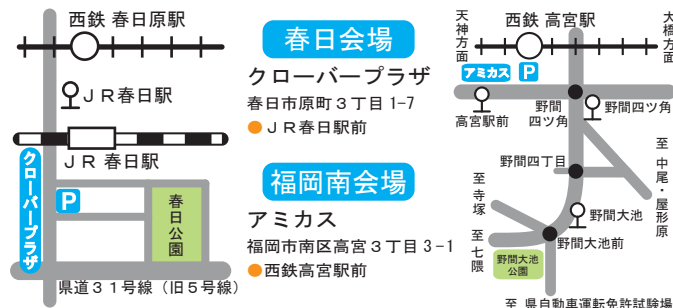 西鉄 春日原駅
JR春日駅
JR 春日駅
クローバープラザ
P
春日公園
県道31号線（旧5号線）
春日会場
クローバープラザ
春日市原町3丁目1-7
●JR春日駅前
福岡南会場
アミカス
福岡市南区高宮3丁目3-1
●西鉄高宮駅前
天神方面
西鉄 高宮駅
大橋方面
アミカス
P
高宮駅前
野間
四ツ角
野間四ツ角
野間四丁目
至 中尾・屋形原
至 寺塚
野間大池
至 七隈
野間大池前
野間大池
公園
至 県自動車運転免許試験場